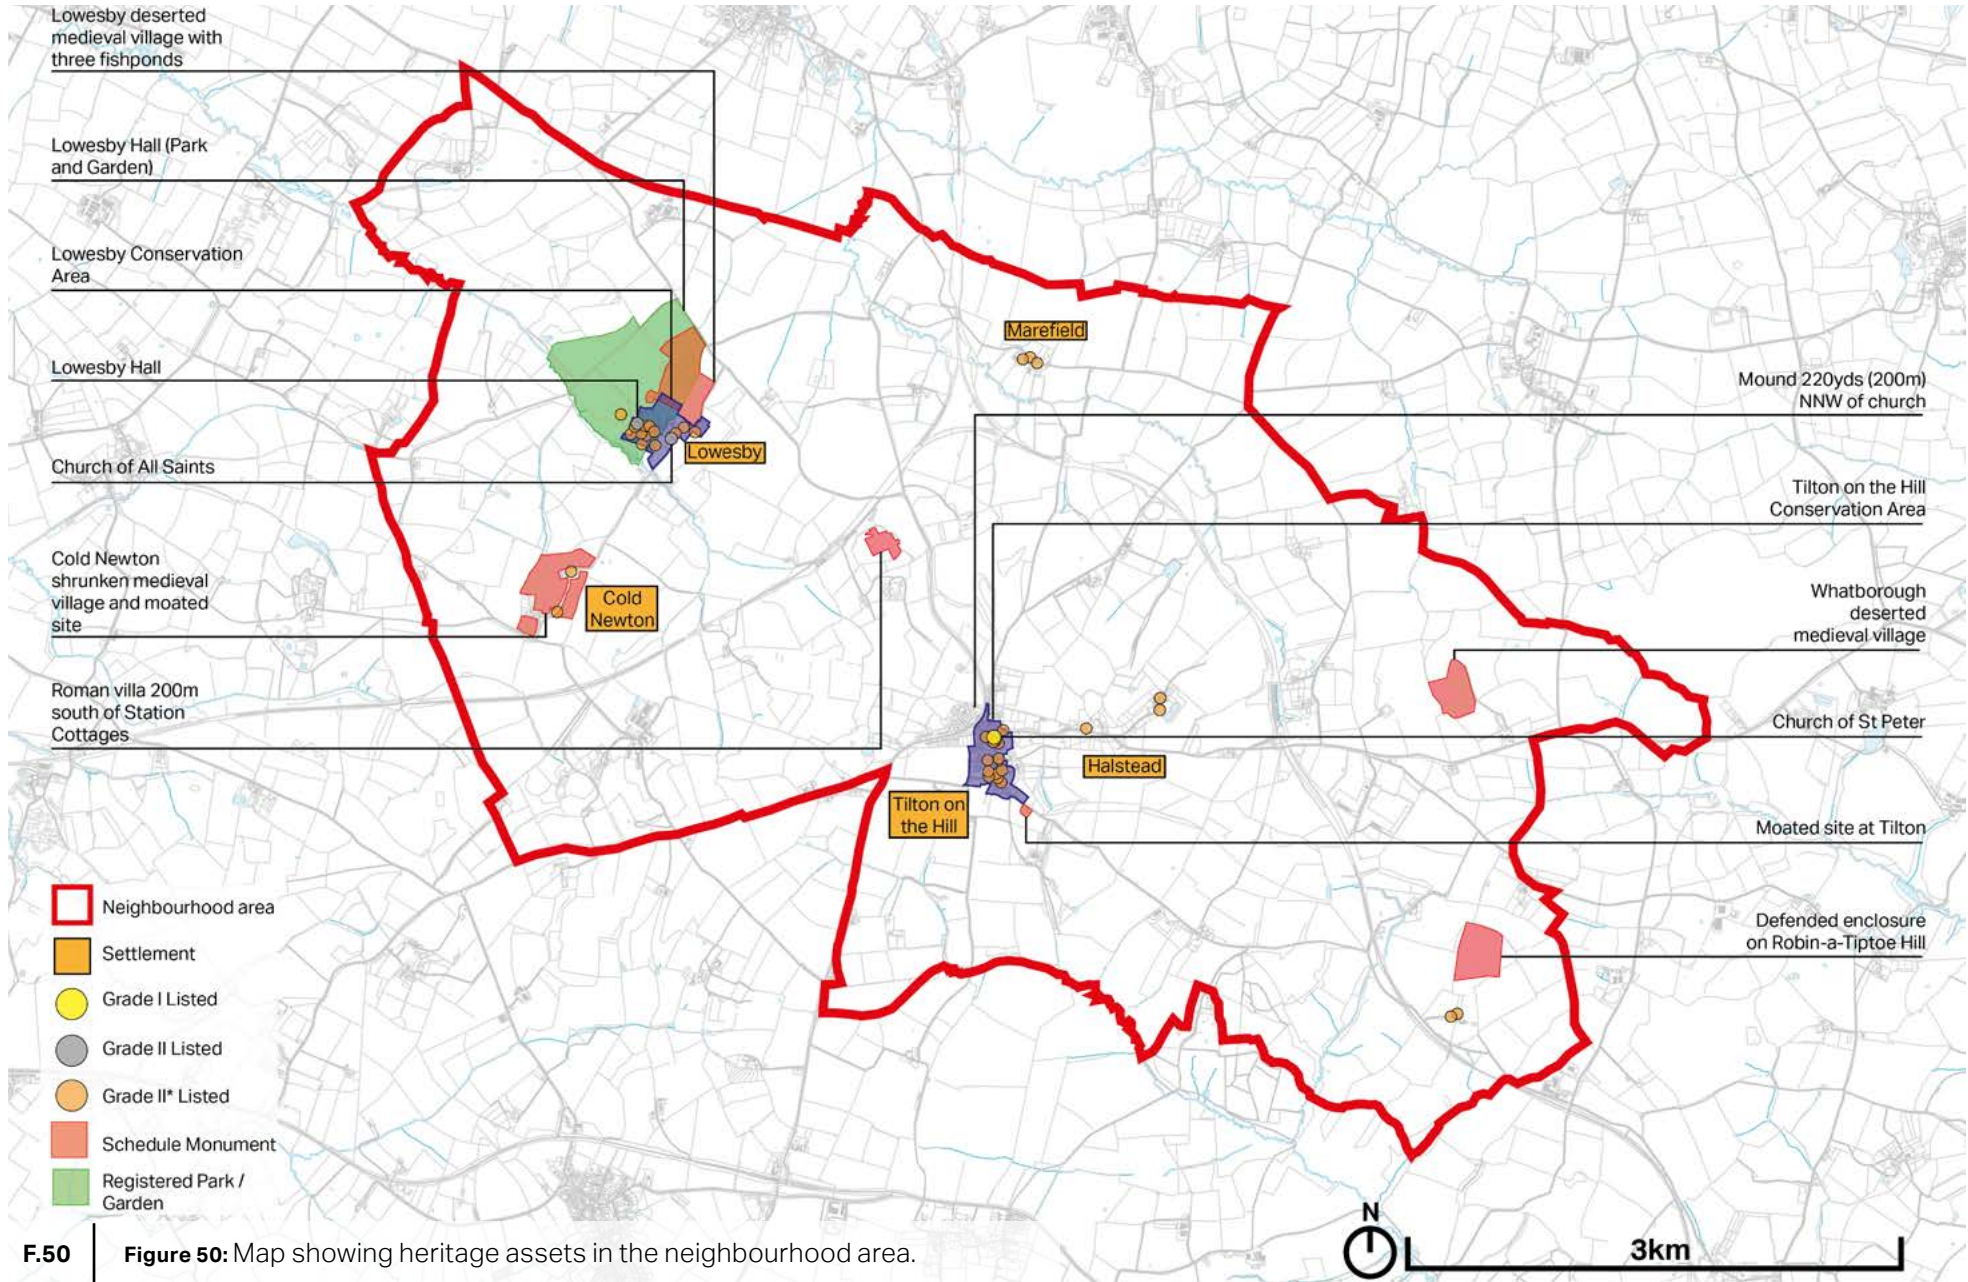 Lowesby deserted
medieval village with
three fishponds
Lowesby Hall (Park
and Garden)
Lowesby Conservation
Area
Lowesby Hall
Church of All Saints
Cold Newton
shrunken medieval
village and moated
site
Roman villa 200m
south of Station
Cottages
Marefield
Lowesby
Cold
Newton
Halstead
Tilton on
the Hill
Mound 220yds (200m)
NNW of church
Tilton on the Hill
Conservation Area
Whatborough
deserted
medieval village
Church of St Peter
Moated site at Tilton
Defended enclosure
on Robin-a-Tiptoe Hill
Neighbourhood area
Settlement
Grade I Listed
Grade II Listed
Grade II* Listed
Schedule Monument
Registered Park /
Garden
N
3km
F.50
Figure 50: Map showing heritage assets in the neighbourhood area.